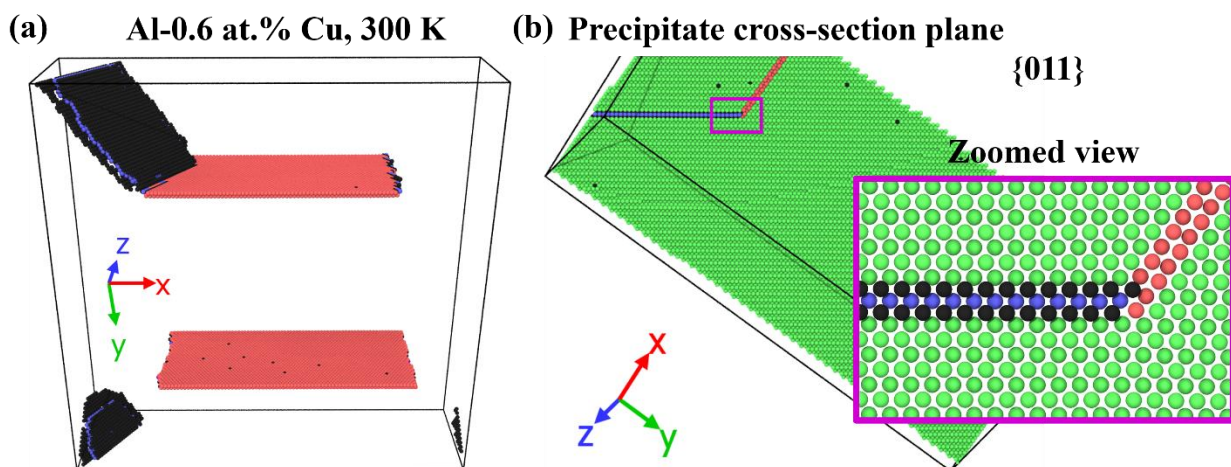 (a) Al-0.6 at.% Cu, 300 K
(b) Precipitate cross-section plane
{011}
Zoomed view
z
x
y
x
z
y